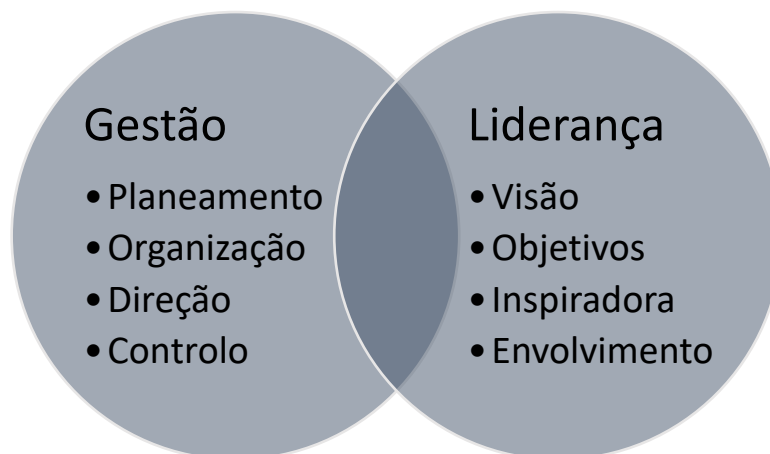 Gestão
• Planeamento
• Organização
• Direção
• Controlo
Liderança
• Visão
• Objetivos
• Inspiradora
• Envolvimento